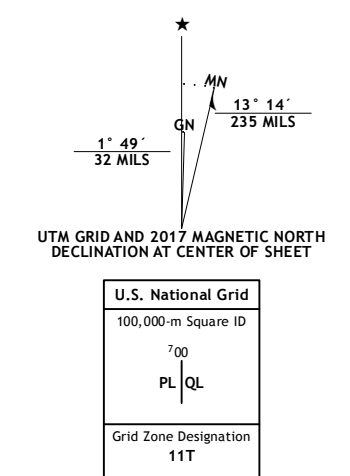 ★
MN
GN
13° 14´
235 MILS
1° 49´
32 MILS
UTM GRID AND 2017 MAGNETIC NORTH
DECLINATION AT CENTER OF SHEET
U.S. National Grid
100,000-m Square ID
⁷00
PL QL
Grid Zone Designation
11T